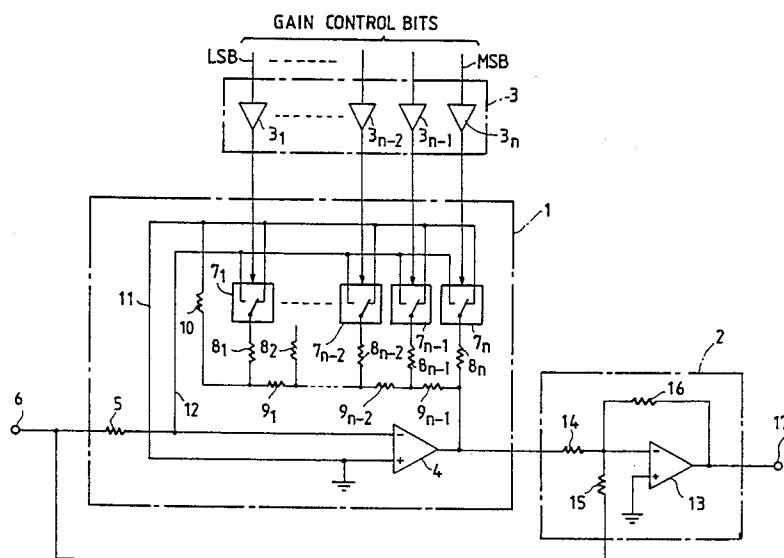 GAIN CONTROL BITS
LSB MSB
3
3₁ 3ₙ₋₂ 3ₙ₋₁ 3ₙ
1
7₁
11 10
7ₙ₋₂ 7ₙ₋₁ 7ₙ
8₁ 8₂ 8ₙ₋₂ 8ₙ₋₁ 8ₙ
2
9₁ 9ₙ₋₂ 9ₙ₋₁
6 5 12 14 16 17
− +
4
15
− +
13